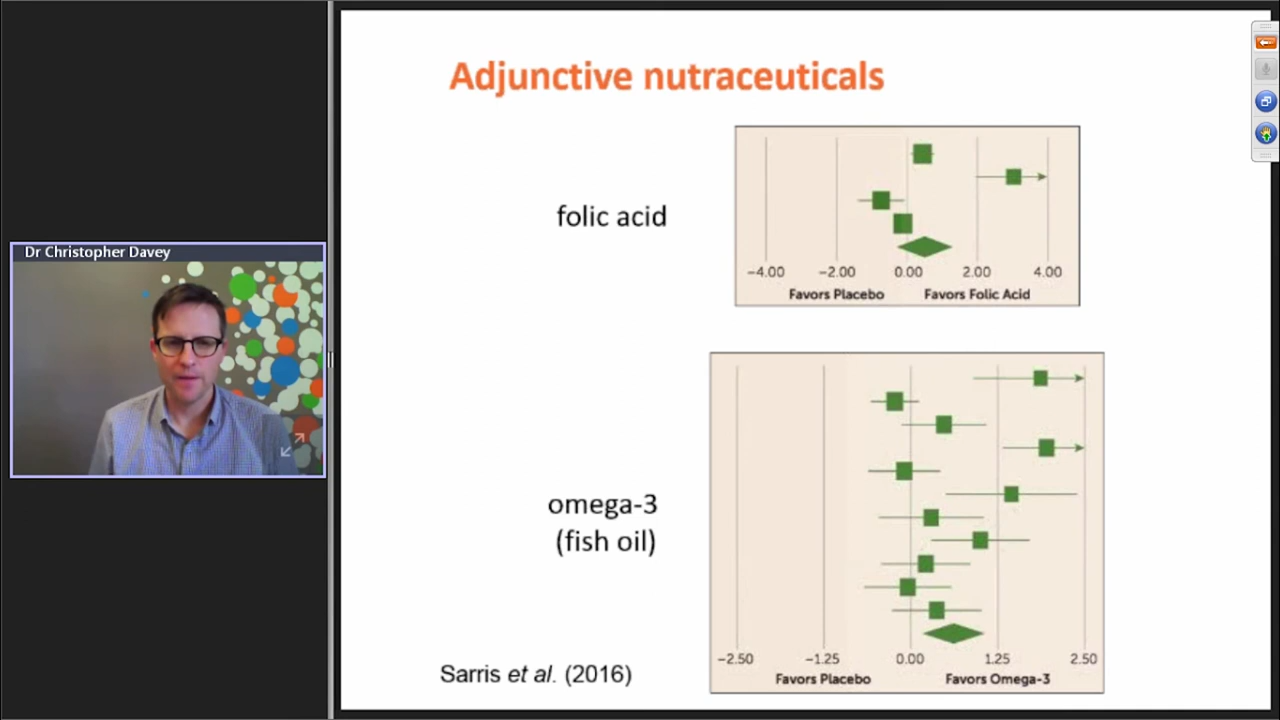 Adjunctive nutraceuticals
folic acid
−4.00 −2.00 0.00 2.00 4.00
Favors Placebo Favors Folic Acid
Dr Christopher Davey
omega-3
(fish oil)
−2.50 −1.25 0.00 1.25 2.50
Favors Placebo Favors Omega-3
Sarris et al. (2016)